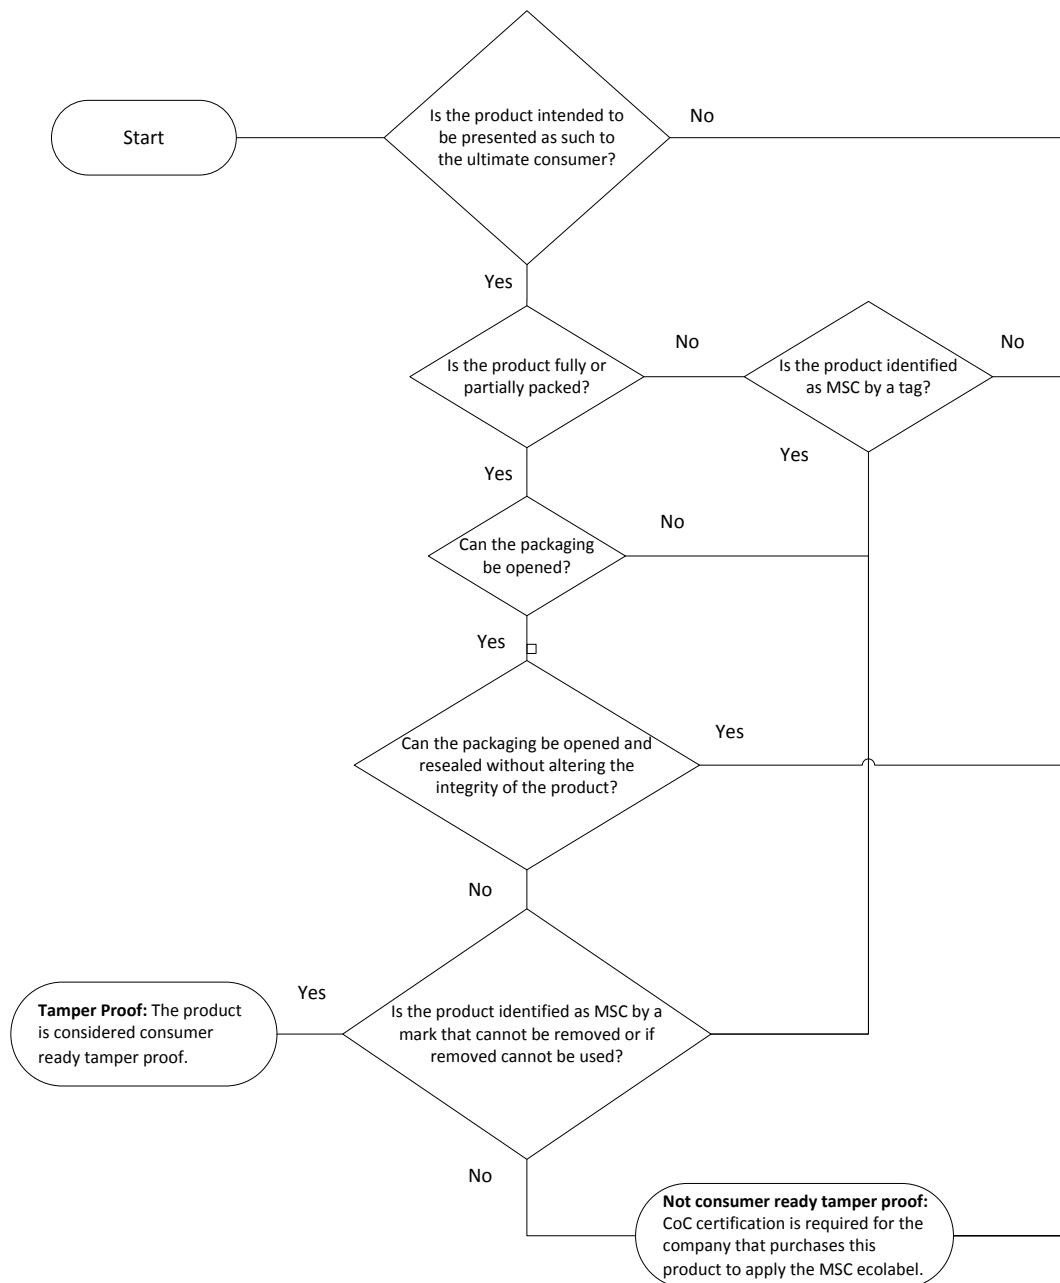 Is the product intended to
be presented as such to
the ultimate consumer?
No
Start
Yes
Is the product fully or
partially packed?
No
Is the product identified
as MSC by a tag?
No
Yes
Yes
Can the packaging
be opened?
No
Yes
Can the packaging be opened and
resealed without altering the
integrity of the product?
Yes
No
Tamper Proof: The product
is considered consumer
ready tamper proof.
Yes
Is the product identified as MSC by a
mark that cannot be removed or if
removed cannot be used?
No
Not consumer ready tamper proof:
CoC certification is required for the
company that purchases this
product to apply the MSC ecolabel.